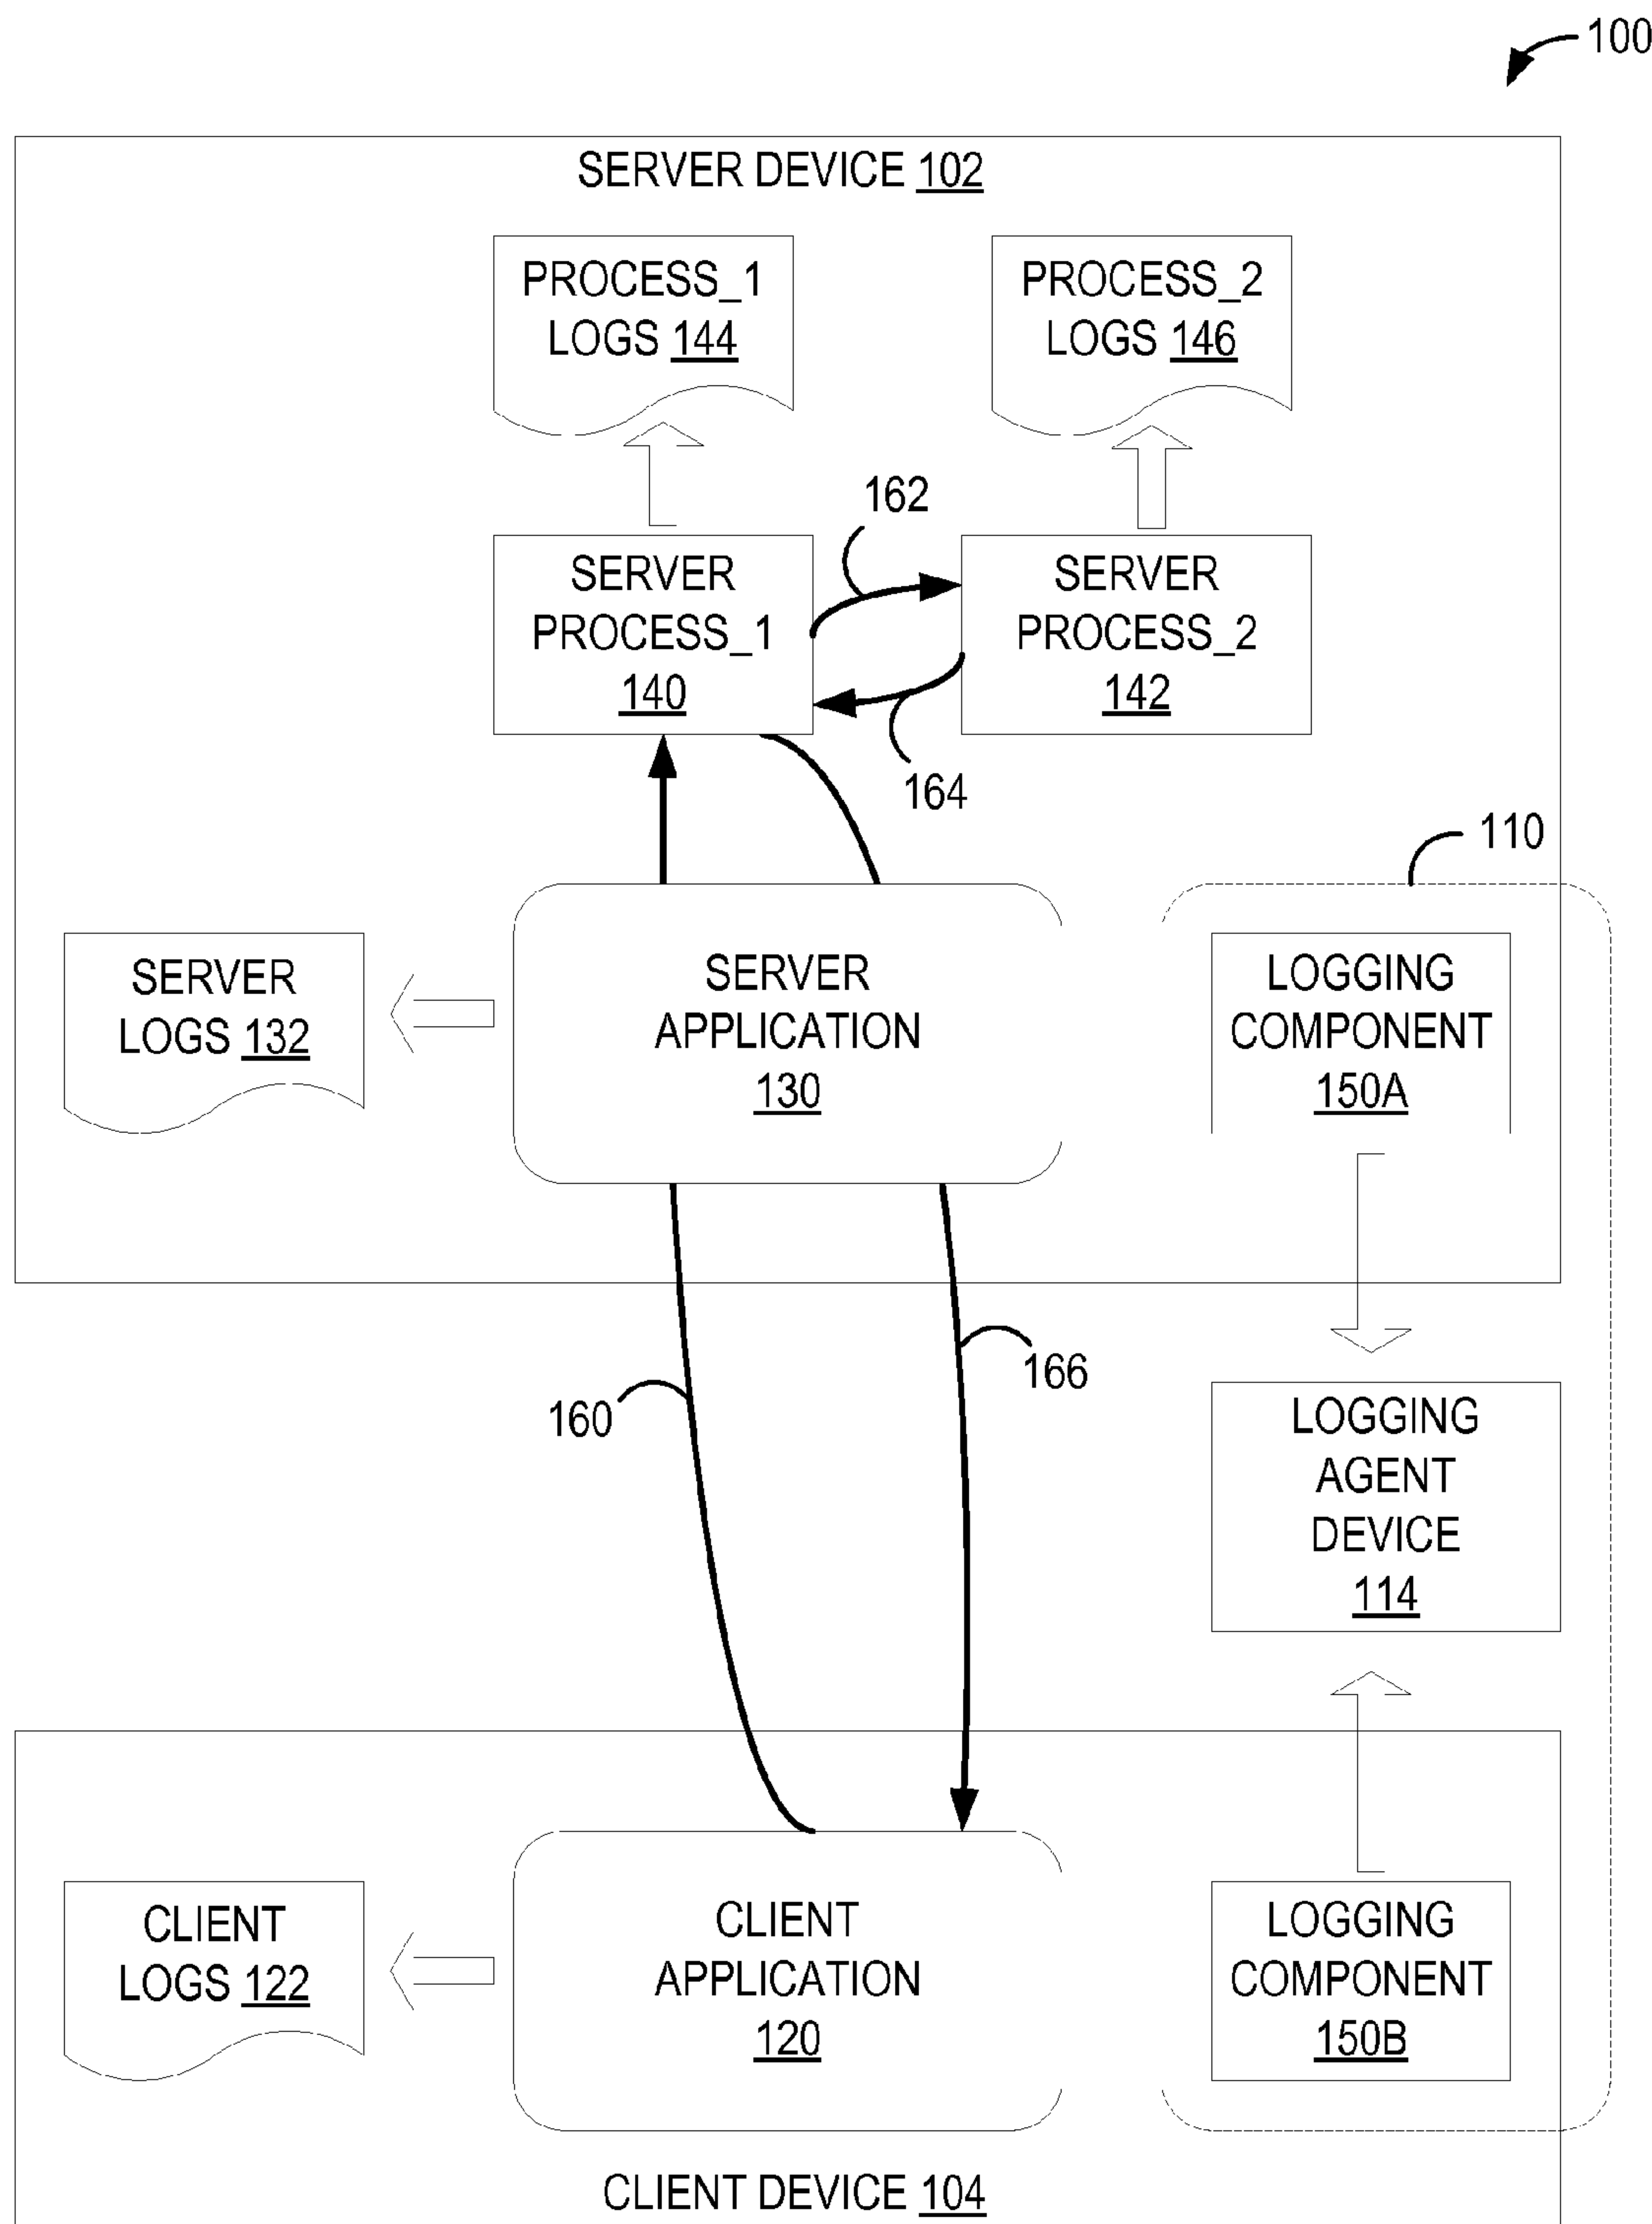 100
SERVER DEVICE 102
PROCESS_1
LOGS 144
PROCESS_2
LOGS 146
162
SERVER
PROCESS_1
140
SERVER
PROCESS_2
142
164
110
SERVER
LOGS 132
SERVER
APPLICATION
130
LOGGING
COMPONENT
150A
160
166
LOGGING
AGENT
DEVICE
114
CLIENT
LOGS 122
CLIENT
APPLICATION
120
LOGGING
COMPONENT
150B
CLIENT DEVICE 104